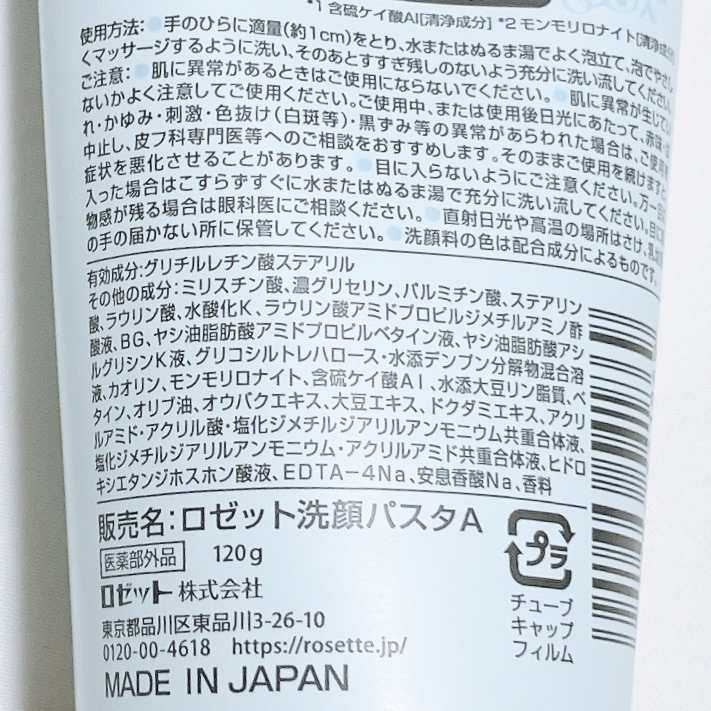 *1 含硫ケイ酸Al[清浄成分] *2 モンモリロナイト[清浄成分]
使用方法:●手のひらに適量(約1cm)をとり、水またはぬるま湯でよく泡立て、泡でやさし
くマッサージするように洗い、そのあとすすぎ残しのないよう充分に洗い流してください。
ご注意:●肌に異常があるときはご使用にならないでください。●肌に異常が生じてい
ないかよく注意してご使用ください。ご使用中、または使用後日光にあたって、赤味・は
れ・かゆみ・刺激・色抜け(白斑等)・黒ずみ等の異常があらわれた場合は、ご使用を
中止し、皮フ科専門医等へのご相談をおすすめします。そのままご使用を続けますと
症状を悪化させることがあります。●目に入らないようにご注意ください。万一目に
入った場合はこすらずすぐに水またはぬるま湯で充分に洗い流してください。目に異
物感が残る場合は眼科医にご相談ください。●直射日光や高温の場所はさけ、乳幼児
の手の届かない所に保管してください。●洗顔料の色は配合成分によるものです。
有効成分:グリチルレチン酸ステアリル
その他の成分:ミリスチン酸、濃グリセリン、パルミチン酸、ステアリン
酸、ラウリン酸、水酸化K、ラウリン酸アミドプロピルジメチルアミノ酢
酸液、BG、ヤシ油脂肪酸アミドプロピルベタイン液、ヤシ油脂肪酸アシ
ルグリシンK液、グリコシルトレハロース・水添デンプン分解物混合溶
液、カオリン、モンモリロナイト、含硫ケイ酸Al、水添大豆リン脂質、ベ
タイン、オリブ油、オウバクエキス、大豆エキス、ドクダミエキス、アクリ
ルアミド・アクリル酸・塩化ジメチルジアリルアンモニウム共重合体液、
塩化ジメチルジアリルアンモニウム・アクリルアミド共重合体液、ヒドロ
キシエタンジホスホン酸液、EDTA-4Na、安息香酸Na、香料
販売名:ロゼット洗顔パスタA
医薬部外品 120g
ロゼット株式会社
東京都品川区東品川3-26-10
0120-00-4618 https://rosette.jp/
MADE IN JAPAN
プラ
チューブ
キャップ
フィルム